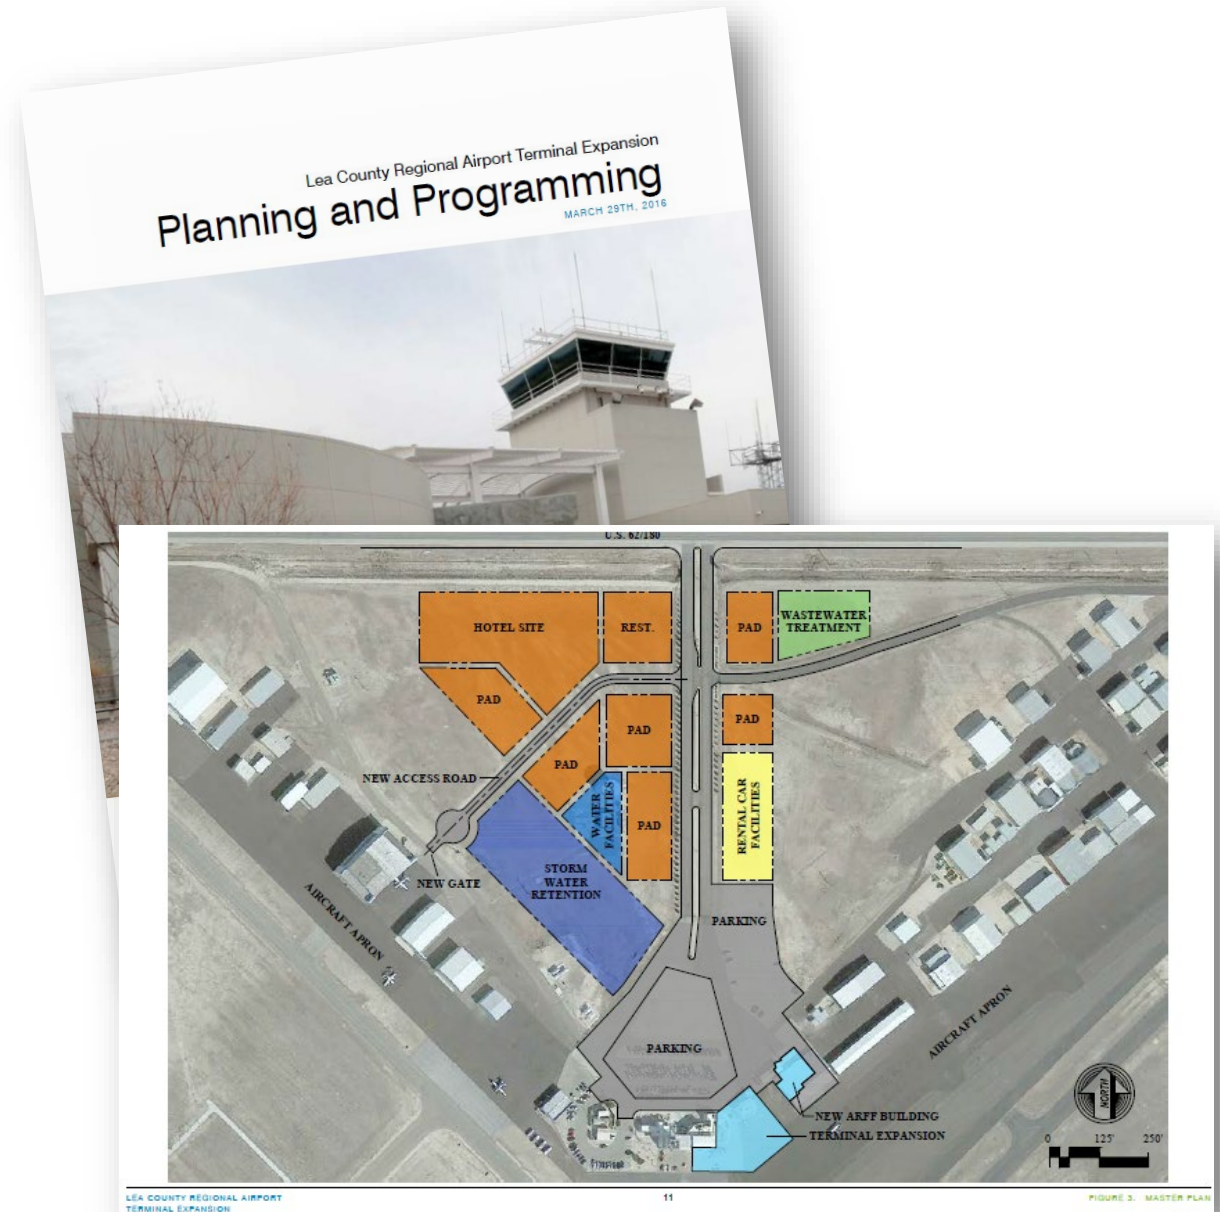 Lea County Regional Airport Terminal Expansion
Planning and Programming
MARCH 29TH, 2016
U.S. 62/180
HOTEL SITE
REST.
PAD
WASTEWATER
TREATMENT
PAD
PAD
PAD
PAD
NEW ACCESS ROAD
WATER
FACILITIES
PAD
RENTAL CAR
FACILITIES
STORM
WATER
RETENTION
NEW GATE
AIRCRAFT APRON
PARKING
AIRCRAFT APRON
PARKING
NORTH
NEW ARFF BUILDING
TERMINAL EXPANSION
0 125' 250'
LEA COUNTY REGIONAL AIRPORT
TERMINAL EXPANSION
11
FIGURE 3. MASTER PLAN